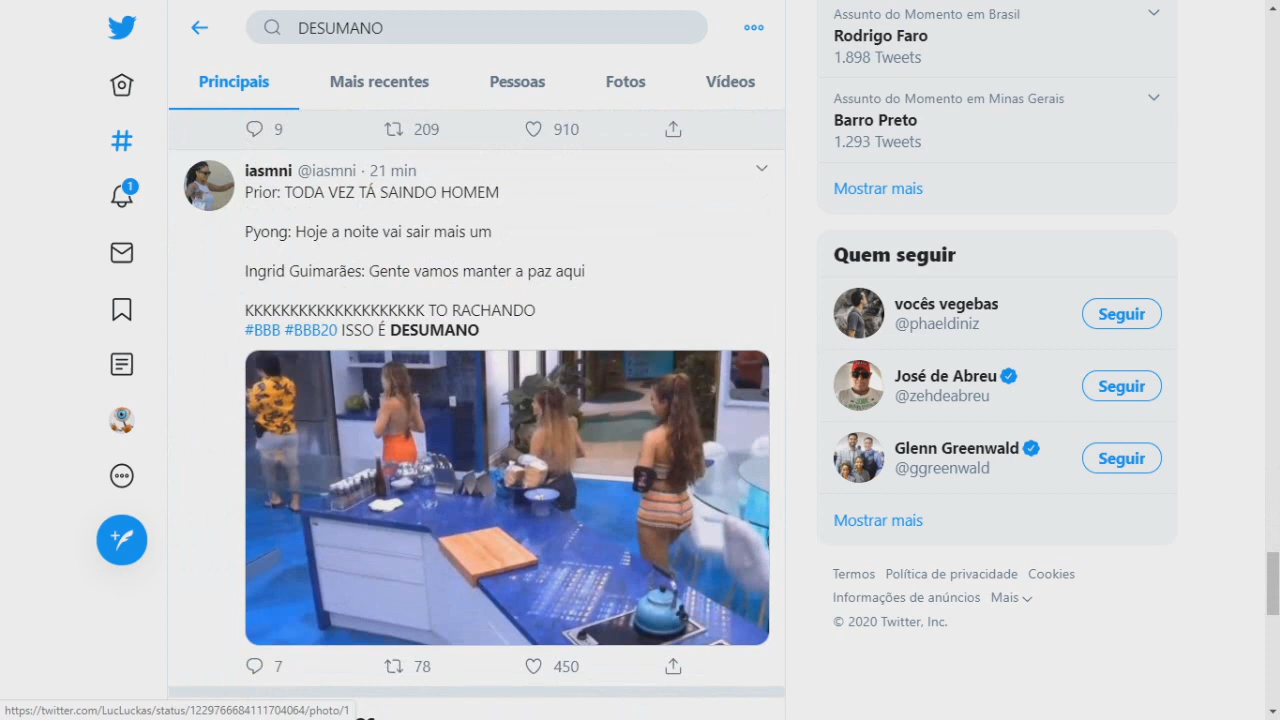 DESUMANO
Principais
Mais recentes
Pessoas
Fotos
Vídeos
9
209
910
iasmni @iasmni · 21 min
Prior: TODA VEZ TÁ SAINDO HOMEM
Pyong: Hoje a noite vai sair mais um
Ingrid Guimarães: Gente vamos manter a paz aqui
KKKKKKKKKKKKKKKKKKKK TO RACHANDO
#BBB #BBB20 ISSO É DESUMANO
7
78
450
1
Assunto do Momento em Brasil
Rodrigo Faro
1.898 Tweets
Assunto do Momento em Minas Gerais
Barro Preto
1.293 Tweets
Mostrar mais
Quem seguir
vocês vegebas
@phaeldiniz
Seguir
José de Abreu
@zehdeabreu
Seguir
Glenn Greenwald
@ggreenwald
Seguir
Mostrar mais
Termos Política de privacidade Cookies
Informações de anúncios Mais
© 2020 Twitter, Inc.
https://twitter.com/LucLuckas/status/1229766684111704064/photo/1